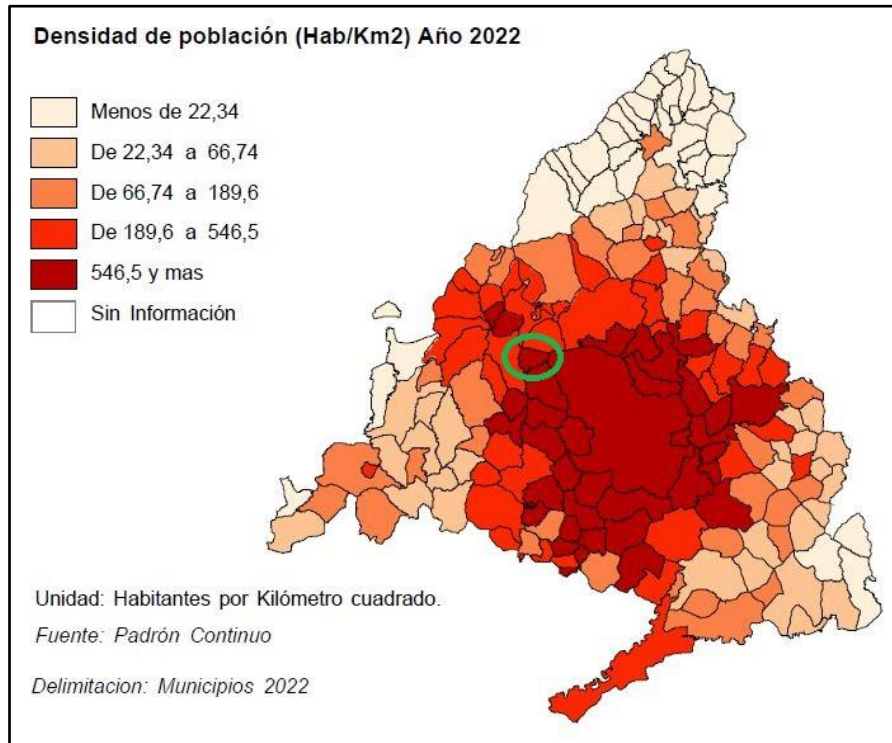 Densidad de población (Hab/Km2) Año 2022
Menos de 22,34
De 22,34 a 66,74
De 66,74 a 189,6
De 189,6 a 546,5
546,5 y mas
Sin Información
Unidad: Habitantes por Kilómetro cuadrado.
Fuente: Padrón Continuo
Delimitacion: Municipios 2022